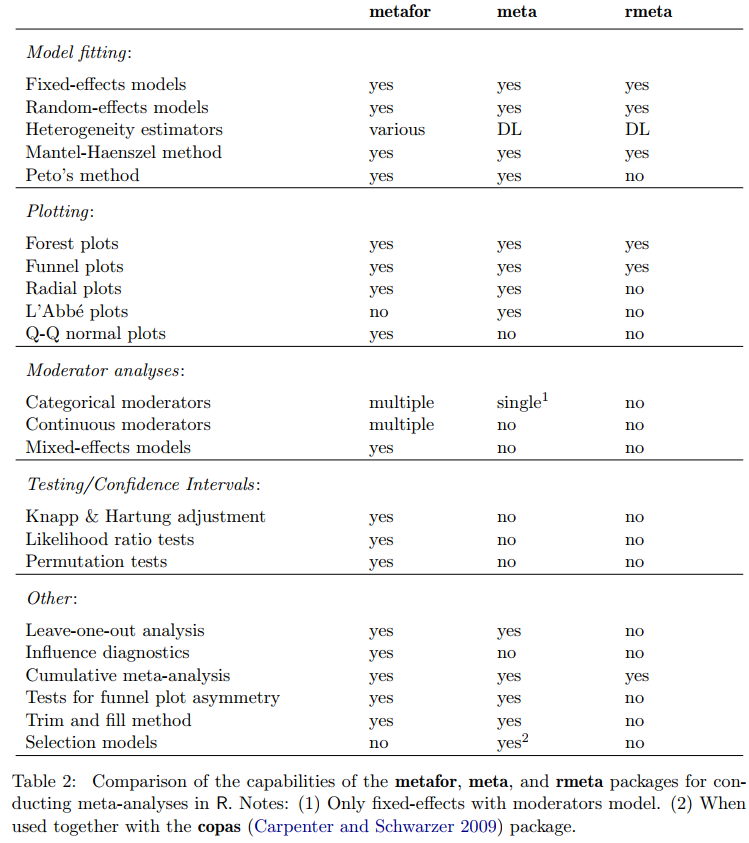 metafor meta rmeta
Model fitting:
Fixed-effects models yes yes yes
Random-effects models yes yes yes
Heterogeneity estimators various DL DL
Mantel-Haenszel method yes yes yes
Peto's method yes yes no
Plotting:
Forest plots yes yes yes
Funnel plots yes yes yes
Radial plots yes yes no
L'Abbé plots no yes no
Q-Q normal plots yes no no
Moderator analyses:
Categorical moderators multiple single1 no
Continuous moderators multiple no no
Mixed-effects models yes no no
Testing/Confidence Intervals:
Knapp & Hartung adjustment yes no no
Likelihood ratio tests yes no no
Permutation tests yes no no
Other:
Leave-one-out analysis yes yes no
Influence diagnostics yes no no
Cumulative meta-analysis yes yes yes
Tests for funnel plot asymmetry yes yes no
Trim and fill method yes yes no
Selection models no yes2 no
Table 2: Comparison of the capabilities of the metafor, meta, and rmeta packages for con-
ducting meta-analyses in R. Notes: (1) Only fixed-effects with moderators model. (2) When
used together with the copas (Carpenter and Schwarzer 2009) package.